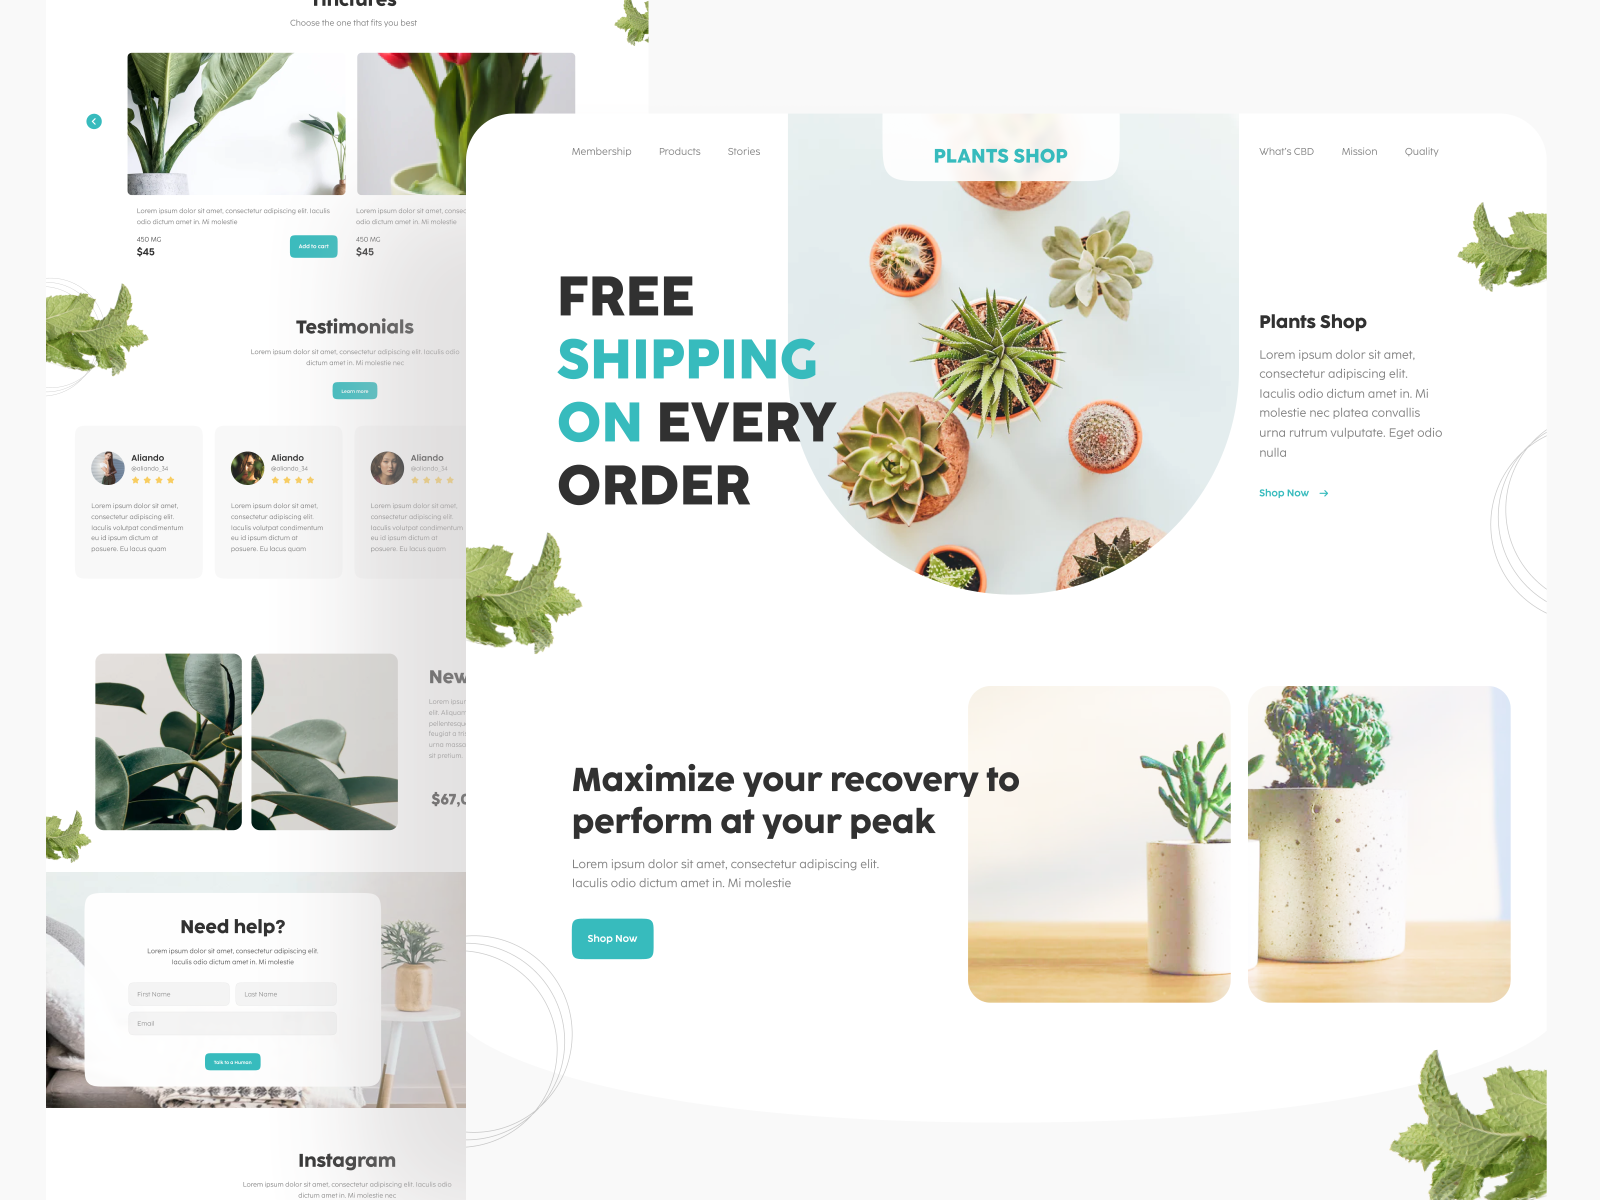 Tinctures
Choose the one that fits you best
Lorem ipsum dolor sit amet, consectetur adipiscing elit. Iaculis
odio dictum amet in. Mi molestie
450 MG
$45
Add to cart
Lorem ipsum dolor sit amet, consec
odio dictum amet in. Mi molestie
450 MG
$45
Testimonials
Lorem ipsum dolor sit amet, consectetur adipiscing elit. Iaculis odio
dictum amet in. Mi molestie nec
Learn more
Aliando
@aliando_34
Lorem ipsum dolor sit amet,
consectetur adipiscing elit.
Iaculis volutpat condimentum
eu id ipsum dictum at
posuere. Eu lacus quam
Aliando
@aliando_34
Lorem ipsum dolor sit amet,
consectetur adipiscing elit.
Iaculis volutpat condimentum
eu id ipsum dictum at
posuere. Eu lacus quam
Aliando
@aliando_34
Lorem ipsum dolor sit amet,
consectetur adipiscing elit.
Iaculis volutpat condimentum
eu id ipsum dictum at
posuere. Eu lacus quam
New
Lorem ipsu
elit. Aliquam
pellentesqu
feugiat a tris
urna massa
sit pretium.
$67,0
Need help?
Lorem ipsum dolor sit amet, consectetur adipiscing elit.
Iaculis odio dictum amet in. Mi molestie
First Name
Last Name
Email
Talk to a Human
Instagram
Lorem ipsum dolor sit amet, consectetur adipiscing elit. Iaculis odio
dictum amet in. Mi molestie nec
Membership
Products
Stories
PLANTS SHOP
What's CBD
Mission
Quality
FREE
SHIPPING
ON EVERY
ORDER
Plants Shop
Lorem ipsum dolor sit amet,
consectetur adipiscing elit.
Iaculis odio dictum amet in. Mi
molestie nec platea convallis
urna rutrum vulputate. Eget odio
nulla
Shop Now
Maximize your recovery to
perform at your peak
Lorem ipsum dolor sit amet, consectetur adipiscing elit.
Iaculis odio dictum amet in. Mi molestie
Shop Now